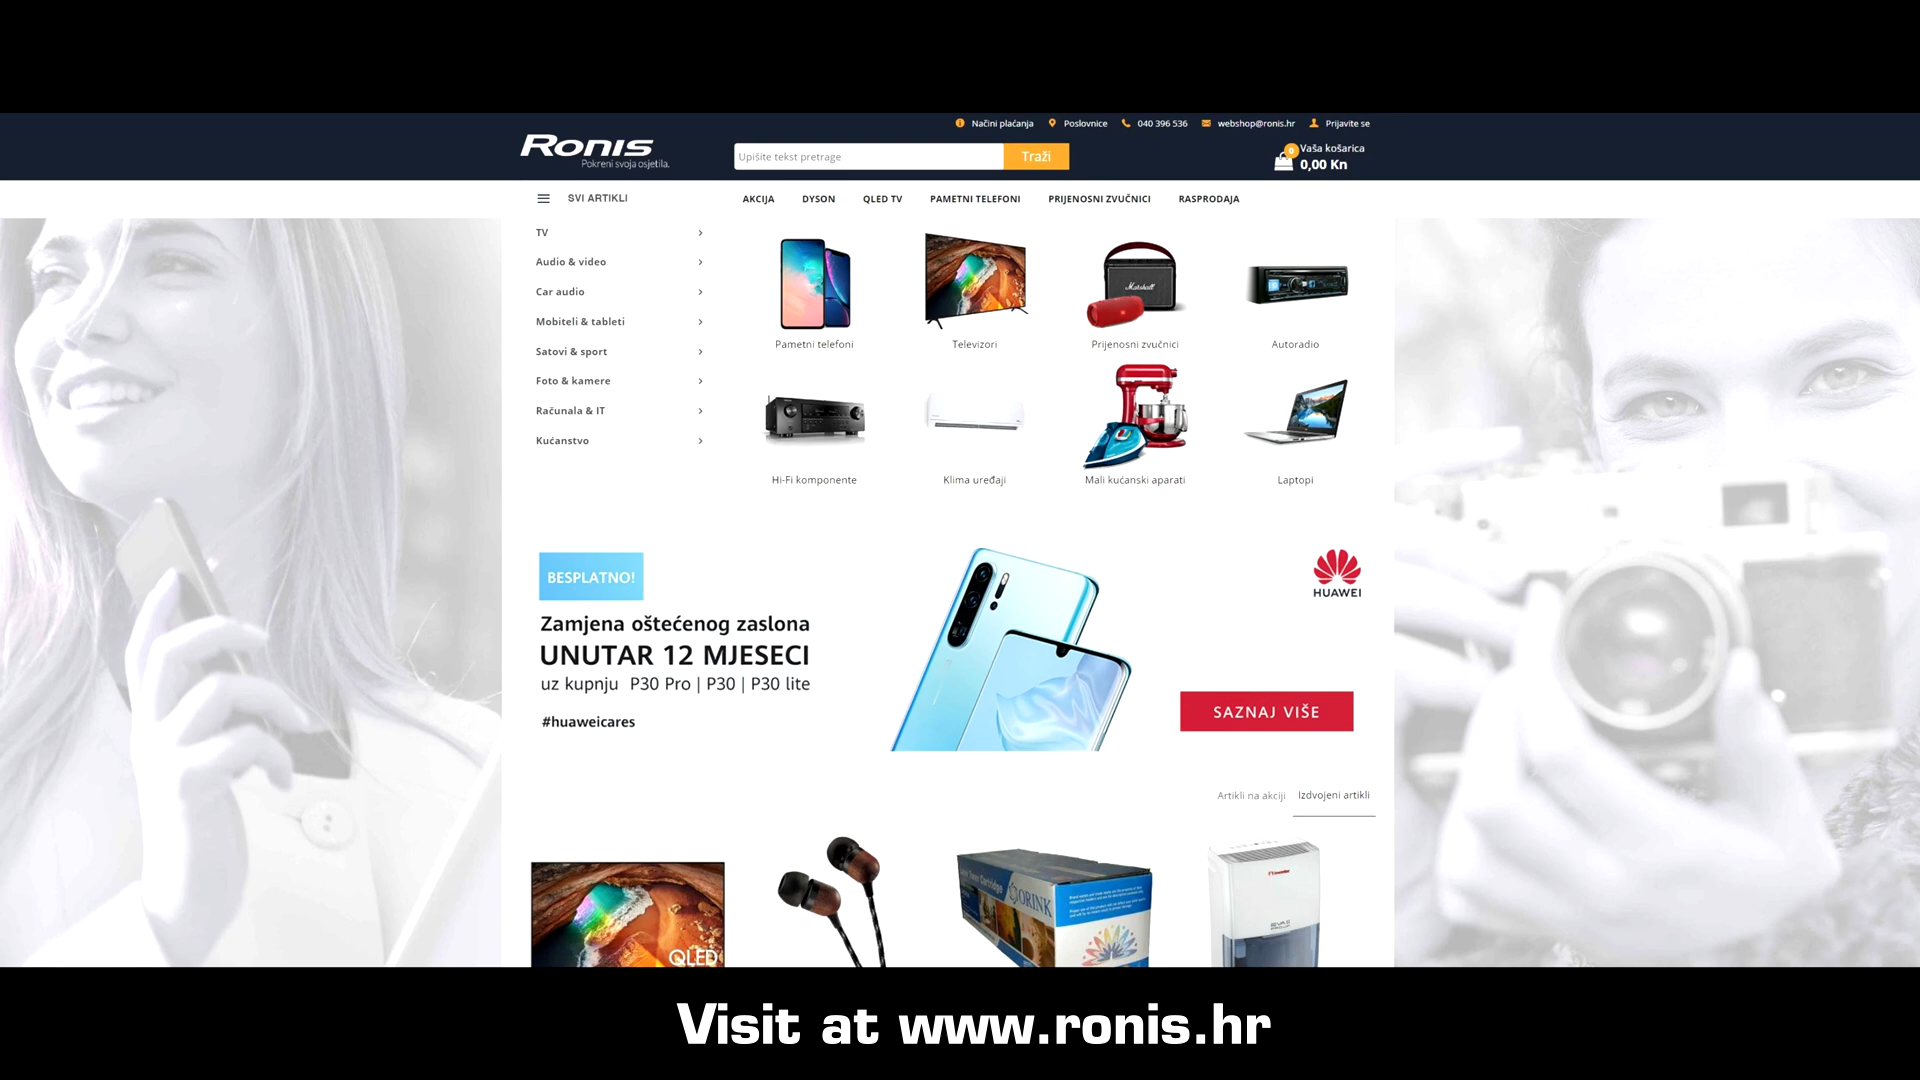 Načini plaćanja
Poslovnice
040 396 536
webshop@ronis.hr
Prijavite se
Ronis
Pokreni svoja osjetila.
Upišite tekst pretrage
Traži
0
Vaša košarica
0,00 Kn
SVI ARTIKLI
AKCIJA
DYSON
QLED TV
PAMETNI TELEFONI
PRIJENOSNI ZVUČNICI
RASPRODAJA
TV
Audio & video
Car audio
Mobiteli & tableti
Satovi & sport
Foto & kamere
Računala & IT
Kućanstvo
Marshall
Pametni telefoni
Televizori
Prijenosni zvučnici
Autoradio
Hi-Fi komponente
Klima uređaji
Mali kućanski aparati
Laptopi
BESPLATNO!
Zamjena oštećenog zaslona
UNUTAR 12 MJESECI
uz kupnju P30 Pro | P30 | P30 lite
#huaweicares
HUAWEI
SAZNAJ VIŠE
Artikli na akciji
Izdvojeni artikli
QLED
ORINK
Visit at www.ronis.hr